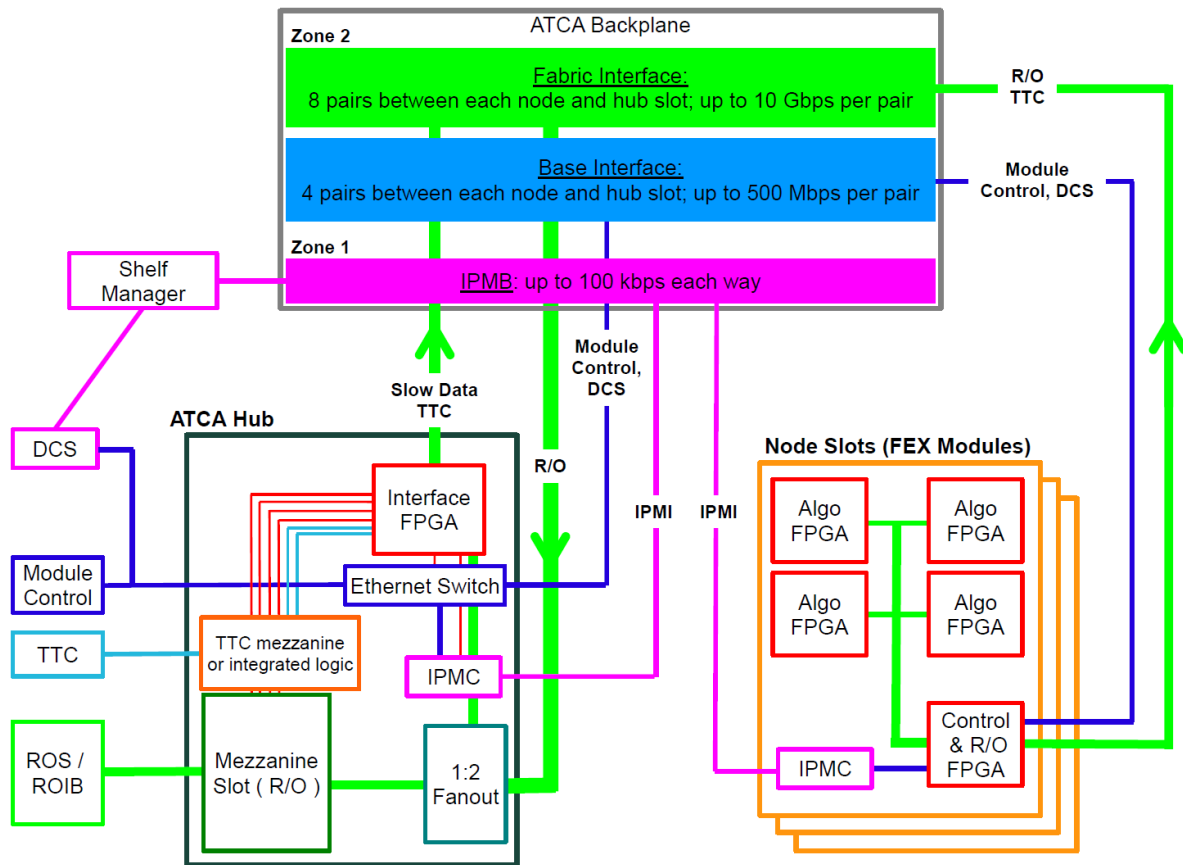 ATCA Backplane
Zone 2
Fabric Interface:
8 pairs between each node and hub slot; up to 10 Gbps per pair
R/O
TTC
Base Interface:
4 pairs between each node and hub slot; up to 500 Mbps per pair
Module
Control, DCS
Zone 1
IPMB: up to 100 kbps each way
Shelf
Manager
Module
Control,
DCS
Slow Data
TTC
ATCA Hub
DCS
R/O
IPMI
IPMI
Interface
FPGA
Module
Control
Ethernet Switch
TTC
TTC mezzanine
or integrated logic
IPMC
ROS /
ROIB
Mezzanine
Slot ( R/O )
1:2
Fanout
Node Slots (FEX Modules)
Algo
FPGA
Algo
FPGA
Algo
FPGA
Algo
FPGA
Control
& R/O
FPGA
IPMC